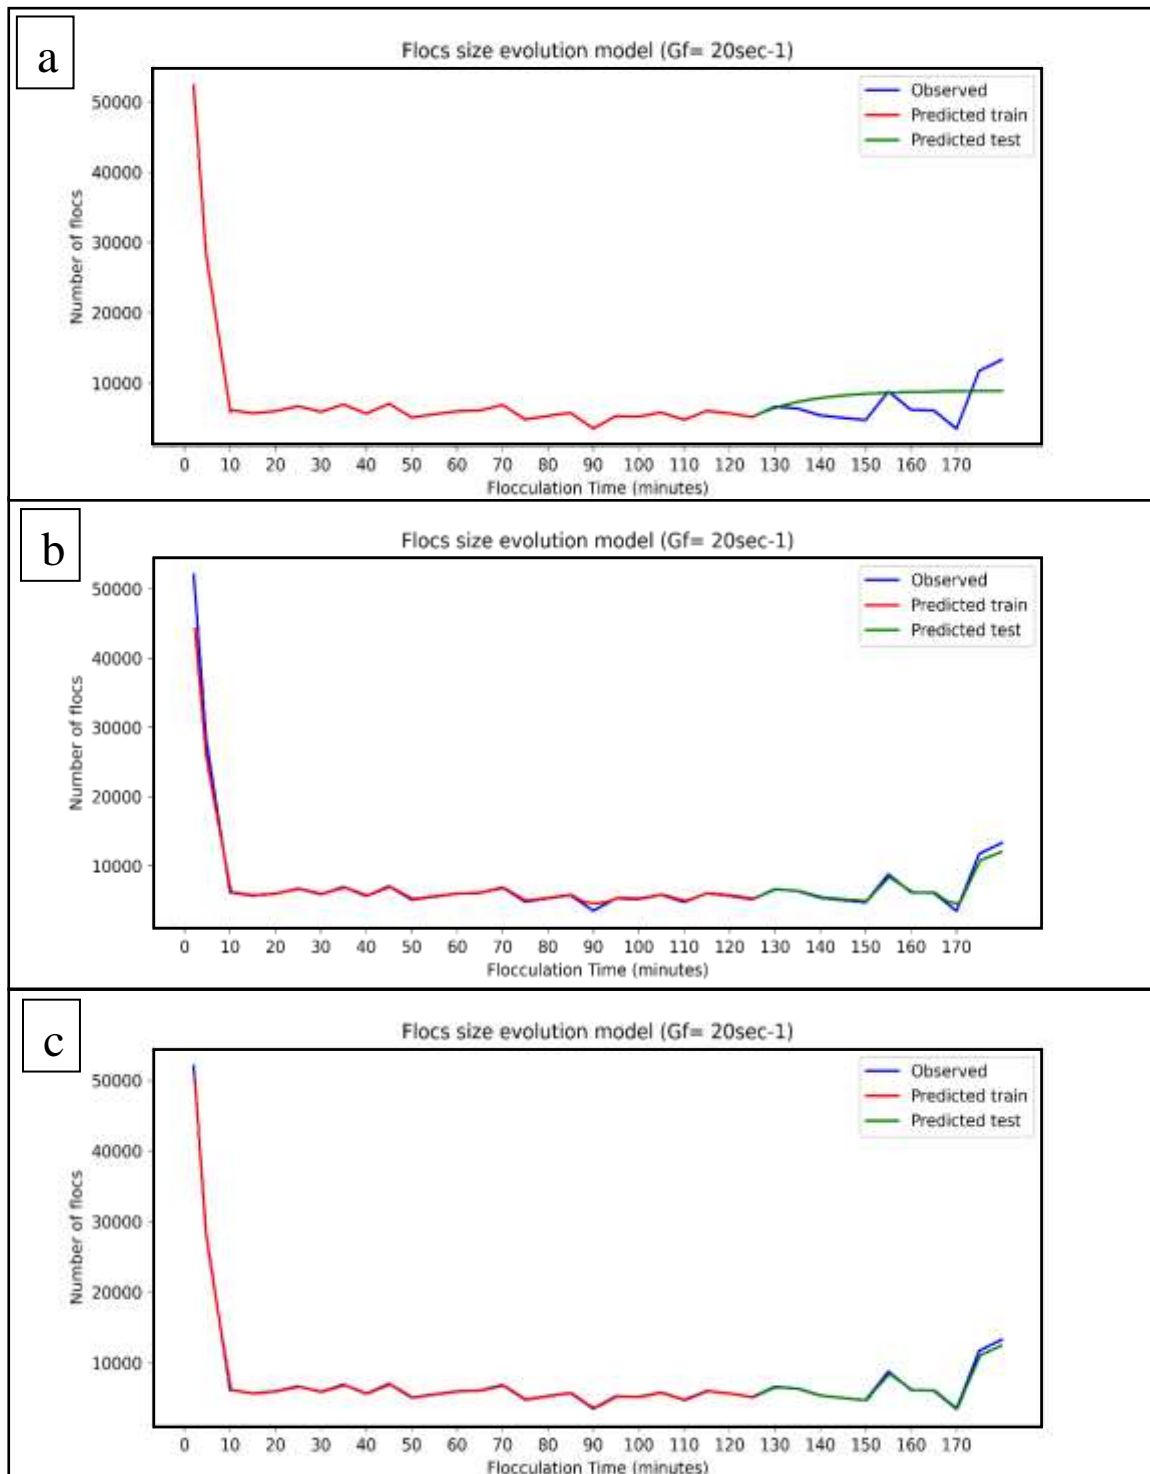 a
Flocs size evolution model (Gf= 20sec-1)
Observed
Predicted train
Predicted test
Number of flocs
50000
40000
30000
20000
10000
0 10 20 30 40 50 60 70 80 90 100 110 120 130 140 150 160 170
Flocculation Time (minutes)
b
Flocs size evolution model (Gf= 20sec-1)
Observed
Predicted train
Predicted test
Number of flocs
50000
40000
30000
20000
10000
0 10 20 30 40 50 60 70 80 90 100 110 120 130 140 150 160 170
Flocculation Time (minutes)
c
Flocs size evolution model (Gf= 20sec-1)
Observed
Predicted train
Predicted test
Number of flocs
50000
40000
30000
20000
10000
0 10 20 30 40 50 60 70 80 90 100 110 120 130 140 150 160 170
Flocculation Time (minutes)